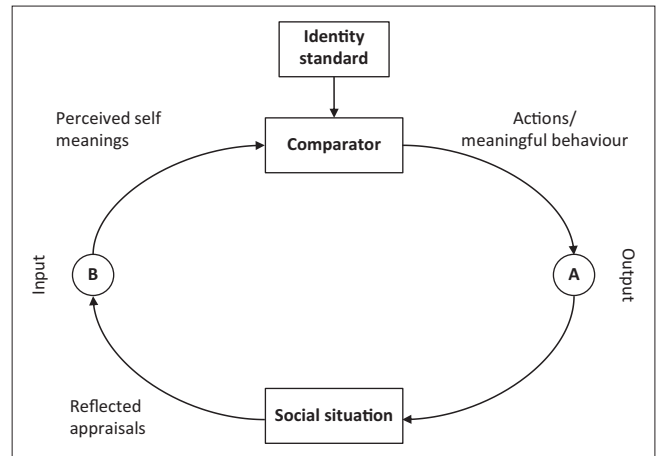 Identity
standard
Perceived self
meanings
Comparator
Actions/
meaningful behaviour
Input
B
A
Output
Reflected
appraisals
Social situation